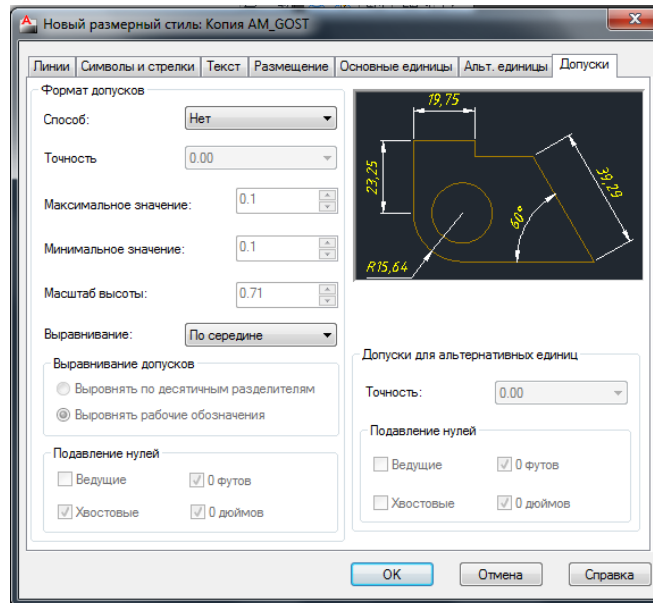 Новый размерный стиль: Копия AM_GOST
Линии Символы и стрелки Текст Размещение Основные единицы Альт. единицы Допуски
Формат допусков
Способ: Нет
Точность 0.00
Максимальное значение: 0.1
Минимальное значение: 0.1
Масштаб высоты: 0.71
Выравнивание: По середине
Выравнивание допусков
Выровнять по десятичным разделителям
Выровнять рабочие обозначения
Подавление нулей
Ведущие 0 футов
Хвостовые 0 дюймов
19,75
23,25
39,29
60°
R15,64
Допуски для альтернативных единиц
Точность: 0.00
Подавление нулей
Ведущие 0 футов
Хвостовые 0 дюймов
OK Отмена Справка